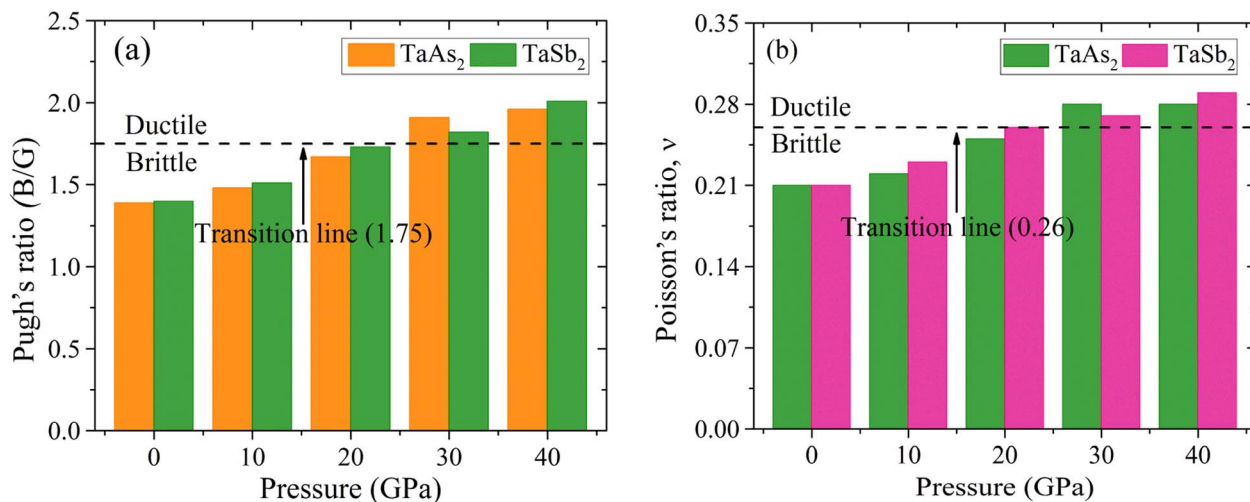 (a)
TaAs₂
TaSb₂
Ductile
Brittle
Transition line (1.75)
Pugh's ratio (B/G)
2.5
2.0
1.5
1.0
0.5
0.0
0 10 20 30 40
Pressure (GPa)
(b)
TaAs₂
TaSb₂
Ductile
Brittle
Transition line (0.26)
Poisson's ratio, ν
0.35
0.28
0.21
0.14
0.07
0.00
0 10 20 30 40
Pressure (GPa)